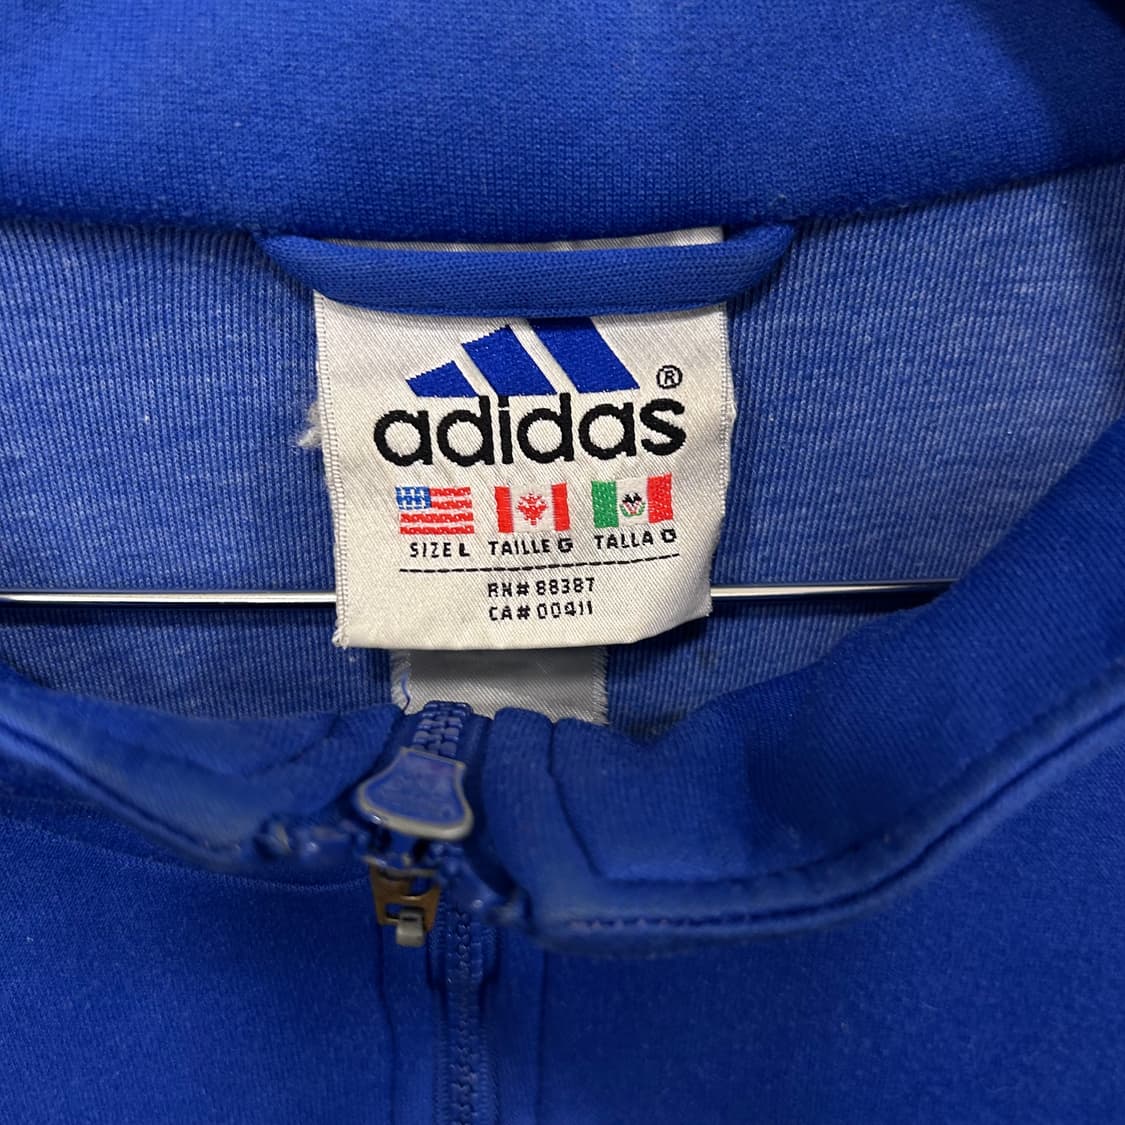 adidas®
SIZE L TAILLE G TALLA G
RN# 88387
CA# 00411